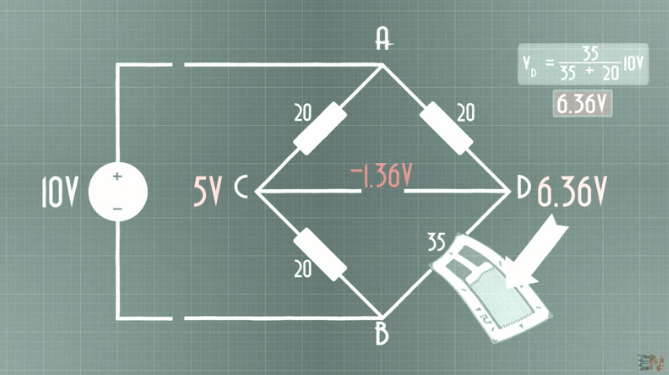 A
V_D = 35 / 35 + 20 10V
6.36V
20
20
10V
+
−
5V
C
-1.36V
D
6.36V
35
20
B